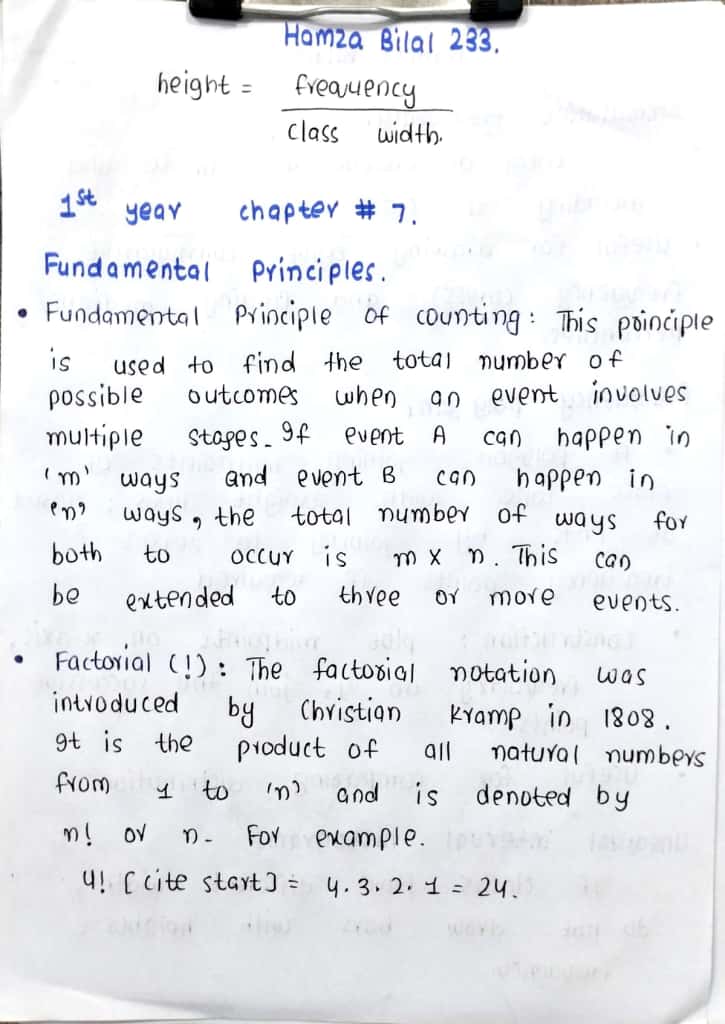 Hamza Bilal 233.
height = frequency
class width.
1st year chapter # 7.
Fundamental Principles.
• Fundamental Principle of counting : This poinciple
is used to find the total number of
possible outcomes when an event involves
multiple stages. If event A can happen in
'm' ways and event B can happen in
'n' ways, the total number of ways for
both to occur is m x n. This can
be extended to three or more events.
• Factorial (!) : The factorial notation was
introduced by Christian Kramp in 1808.
It is the product of all natural numbers
from 1 to 'n' and is denoted by
n! or n. For example.
4! [cite start] = 4.3.2.1 = 24.